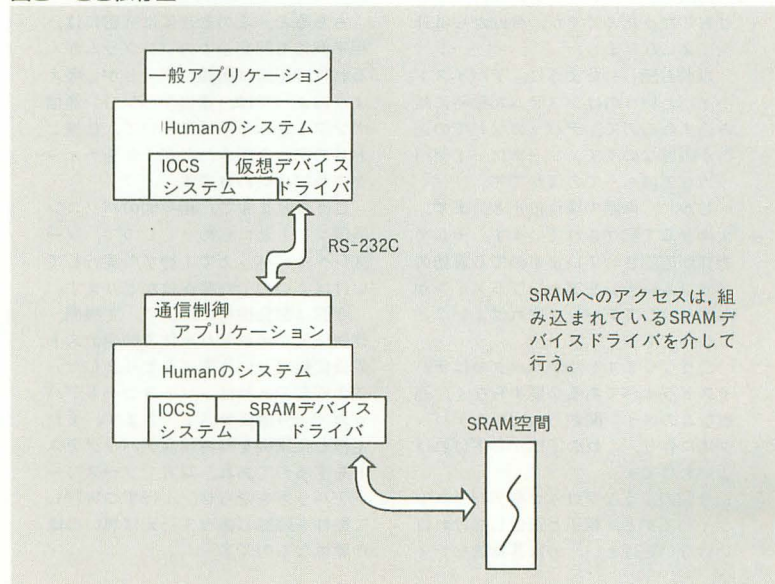 一般アプリケーション
Humanのシステム
IOCS
システム
仮想デバイス
ドライバ
RS-232C
通信制御
アプリケーション
Humanのシステム
IOCS
システム
SRAMデバイス
ドライバ
SRAMへのアクセスは,組
み込まれているSRAMデ
バイスドライバを介して
行う。
SRAM空間